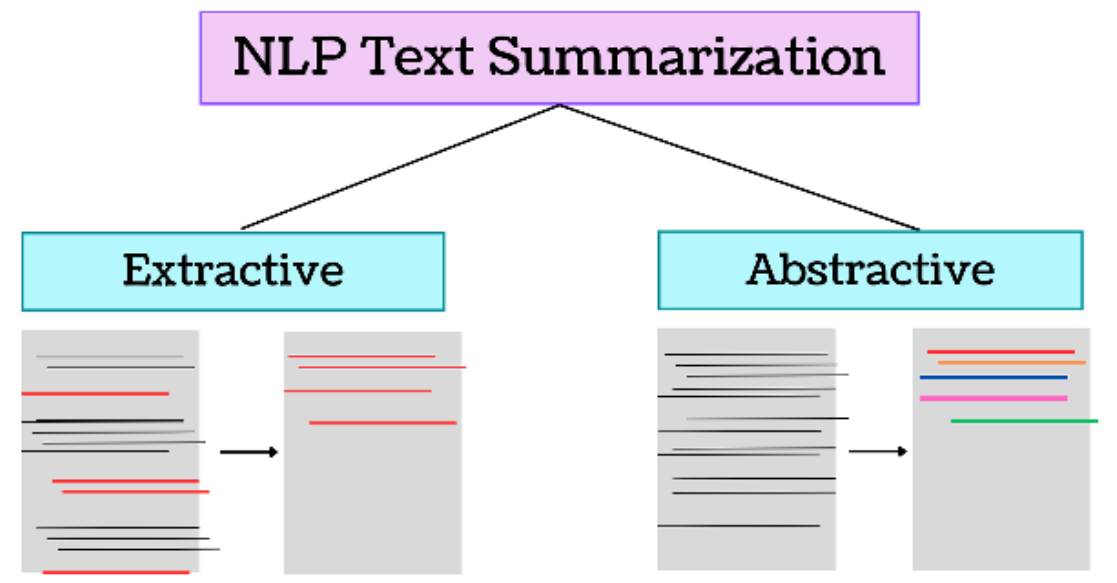 NLP Text Summarization
Extractive
Abstractive